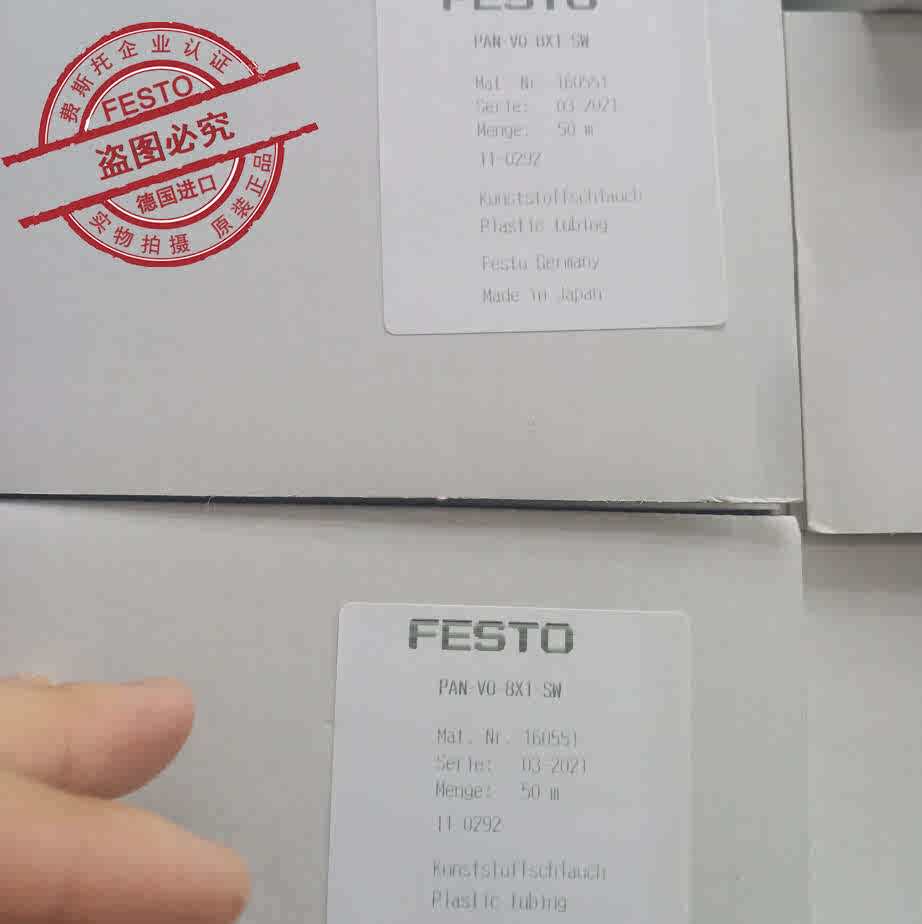 费斯托企业认证
FESTO
盗图必究
德国进口
实物拍摄 原装正品
FESTO
PAN-VO-8X1-SW
Mat. Nr. 160551
Serie: 03-2021
Menge: 50 m
11-0292
Kunststoffschlauch
Plastic tubing
Festo Germany
Made in Japan
FESTO
PAN-VO-8X1-SW
Mat. Nr. 160551
Serie: 03-2021
Menge: 50 m
11-0292
Kunststoffschlauch
Plastic tubing